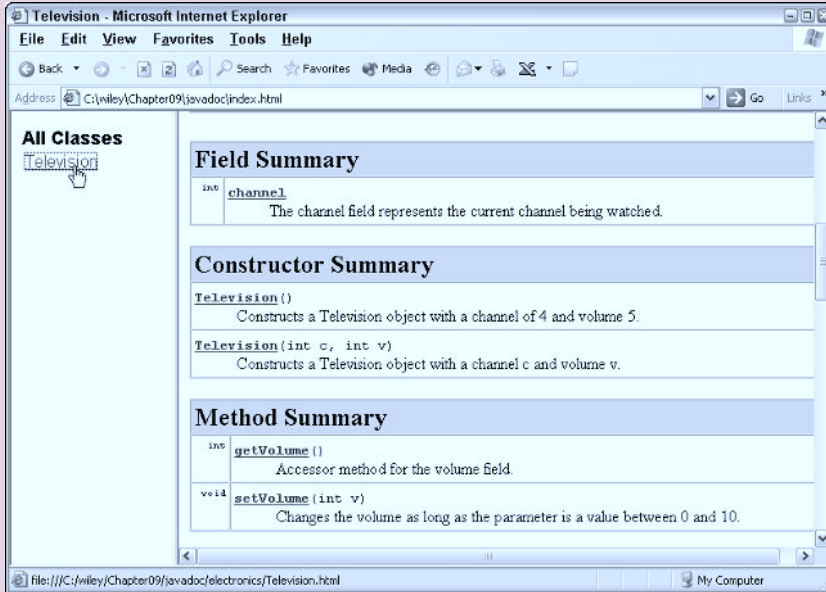 Television - Microsoft Internet Explorer
File Edit View Favorites Tools Help
Back Search Favorites Media
Address C:\wiley\Chapter09\javadoc\index.html Go Links
All Classes
Television
Field Summary
int channel
The channel field represents the current channel being watched.
Constructor Summary
Television()
Constructs a Television object with a channel of 4 and volume 5.
Television(int c, int v)
Constructs a Television object with a channel c and volume v.
Method Summary
int getVolume()
Accessor method for the volume field.
void setVolume(int v)
Changes the volume as long as the parameter is a value between 0 and 10.
file:///C:/wiley/Chapter09/javadoc/electronics/Television.html My Computer